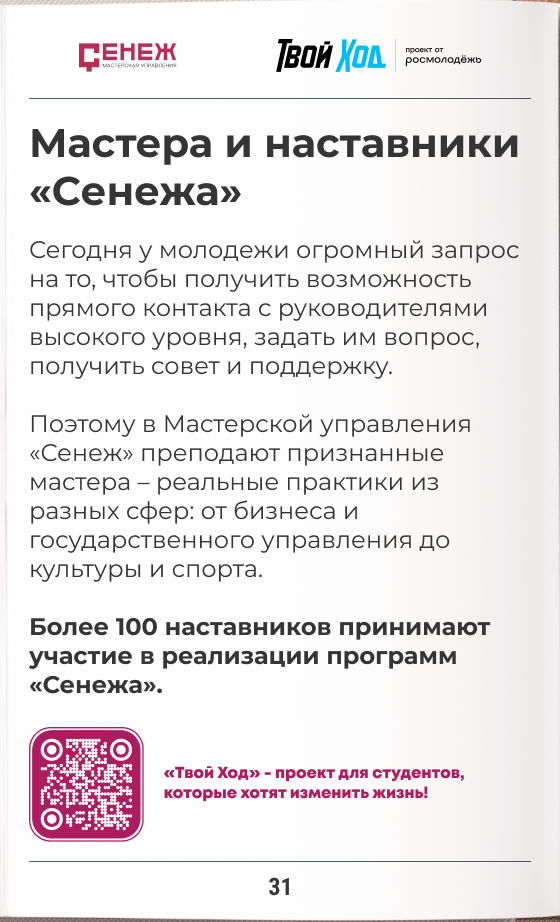 СЕНЕЖ
МАСТЕРСКАЯ УПРАВЛЕНИЯ
Твой Ход
проект от
росмолодёжь
Мастера и наставники
«Сенежа»
Сегодня у молодежи огромный запрос
на то, чтобы получить возможность
прямого контакта с руководителями
высокого уровня, задать им вопрос,
получить совет и поддержку.
Поэтому в Мастерской управления
«Сенеж» преподают признанные
мастера – реальные практики из
разных сфер: от бизнеса и
государственного управления до
культуры и спорта.
Более 100 наставников принимают
участие в реализации программ
«Сенежа».
«Твой Ход» - проект для студентов,
которые хотят изменить жизнь!
31